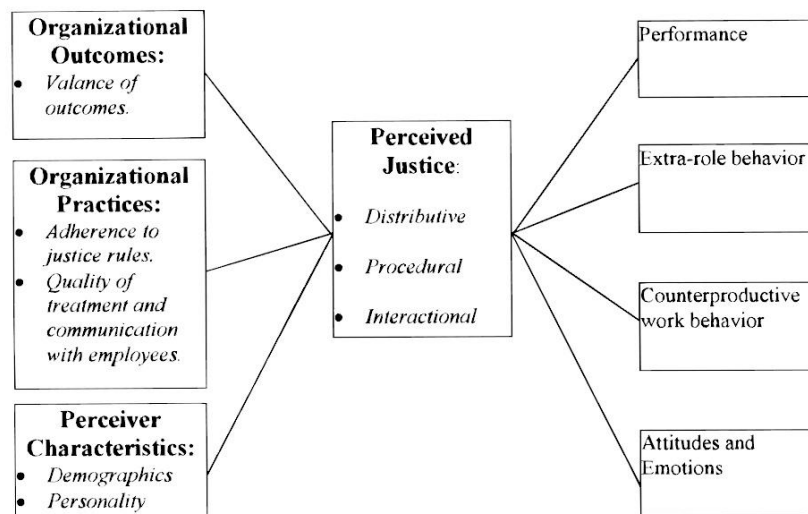 Organizational
Outcomes:
• Valance of
outcomes.
Organizational
Practices:
• Adherence to
justice rules.
• Quality of
treatment and
communication
with employees.
Perceiver
Characteristics:
• Demographics
• Personality
Perceived
Justice:
• Distributive
• Procedural
• Interactional
Performance
Extra-role behavior
Counterproductive
work behavior
Attitudes and
Emotions